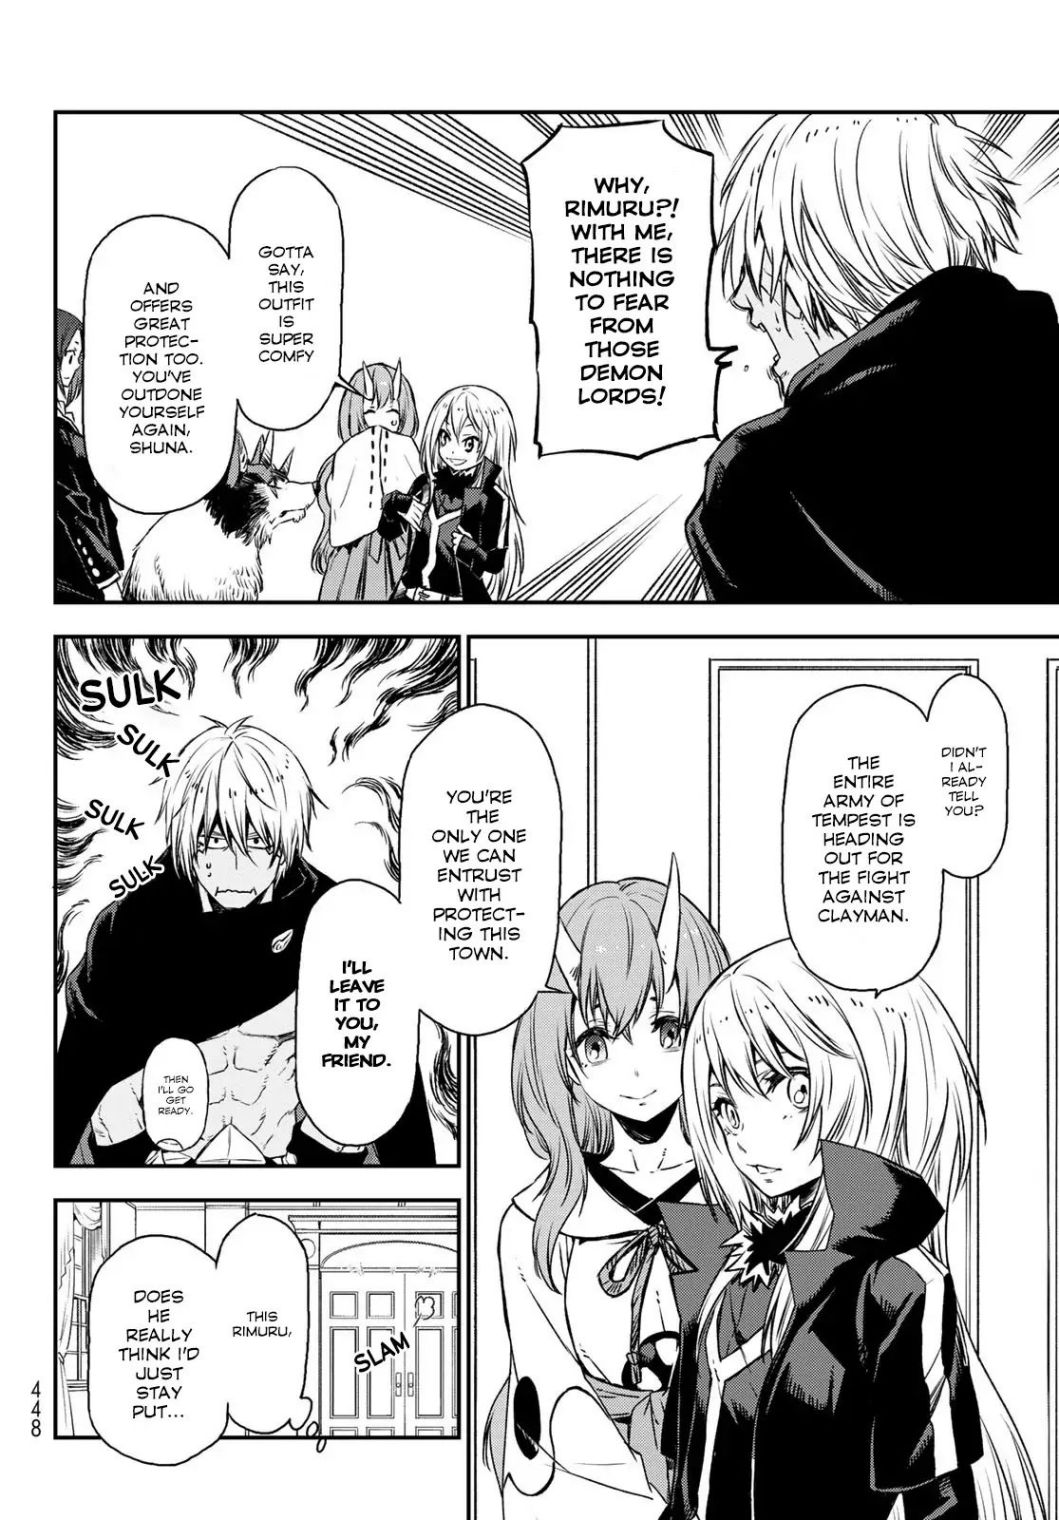 WHY,
RIMURU?!
WITH ME,
THERE IS
NOTHING
TO FEAR
FROM
THOSE
DEMON
LORDS!
GOTTA
SAY,
THIS
OUTFIT
IS
SUPER
COMFY
AND
OFFERS
GREAT
PROTEC-
TION TOO.
YOU'VE
OUTDONE
YOURSELF
AGAIN,
SHUNA.
DIDN'T
I AL-
READY
TELL
YOU?
THE
ENTIRE
ARMY OF
TEMPEST IS
HEADING
OUT FOR
THE FIGHT
AGAINST
CLAYMAN.
YOU'RE
THE
ONLY ONE
WE CAN
ENTRUST
WITH
PROTECT-
ING THIS
TOWN.
I'LL
LEAVE
IT TO
YOU,
MY
FRIEND.
SULK
SULK
SULK
SULK
THEN
I'LL GO
GET
READY.
SLAM
THIS
RIMURU,
DOES
HE
REALLY
THINK I'D
JUST
STAY
PUT...
448